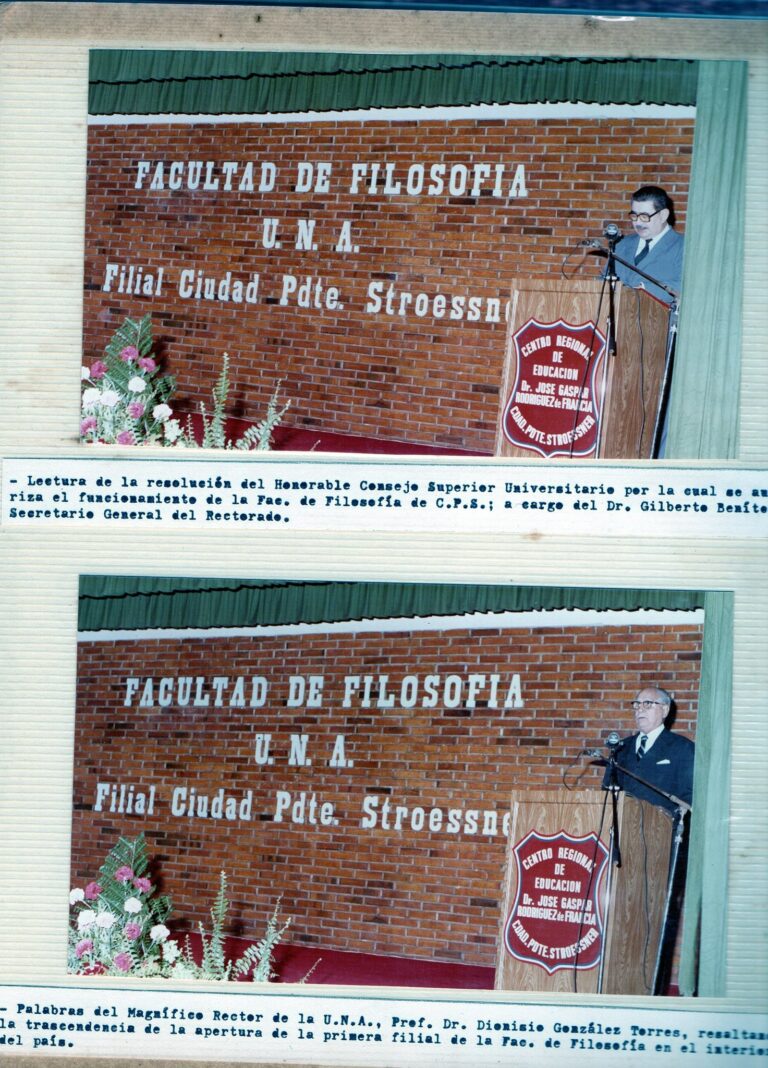 FACULTAD DE FILOSOFIA
U. N. A.
Filial Ciudad Pdte. Stroessne
CENTRO REGIONAL
DE
EDUCACION
Dr. JOSE GASPAR
RODRIGUEZ de FRANCIA
CDAD. PDTE. STROESSNER
- Lectura de la resolución del Honorable Consejo Superior Universitario por la cual se au
riza el funcionamiento de la Fac. de Filosofía de C.P.S.; a cargo del Dr. Gilberto Beníte
Secretario General del Rectorado.
FACULTAD DE FILOSOFIA
U. N. A.
Filial Ciudad Pdte. Stroessne
CENTRO REGIONAL
DE
EDUCACION
Dr. JOSE GASPAR
RODRIGUEZ de FRANCIA
CDAD. PDTE. STROESSNER
- Palabras del Magnífico Rector de la U.N.A., Prof. Dr. Dionisio González Torres, resaltan
la trascendencia de la apertura de la primera filial de la Fac. de Filosofía en el interior
del país.